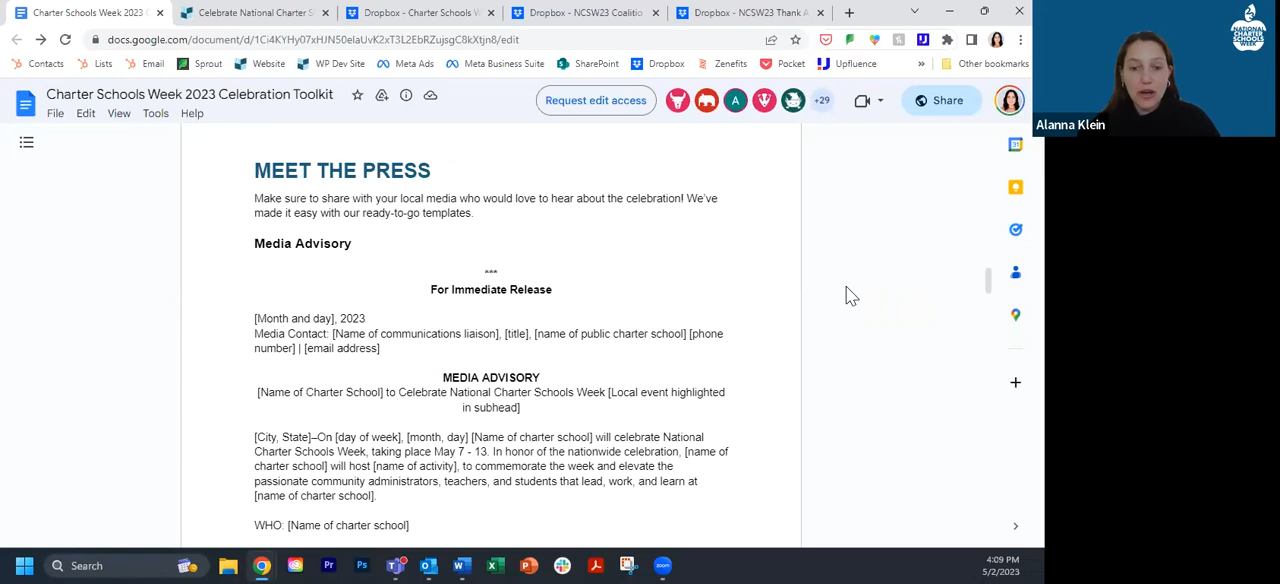 Charter Schools Week 2023 C
Celebrate National Charter S
Dropbox - Charter Schools W
Dropbox - NCSW23 Coalitio
Dropbox - NCSW23 Thank A
docs.google.com/document/d/1Ci4KYHy07xHJN50elaUvK2xT3L2EbRZujsgC8kXtjn8/edit
Contacts
Lists
Email
Sprout
Website
WP Dev Site
Meta Ads
Meta Business Suite
SharePoint
Dropbox
Zenefits
Pocket
Upfluence
»
Other bookmarks
Charter Schools Week 2023 Celebration Toolkit
File Edit View Tools Help
Request edit access
A
+29
Share
MEET THE PRESS
Make sure to share with your local media who would love to hear about the celebration! We've
made it easy with our ready-to-go templates.
Media Advisory
***
For Immediate Release
[Month and day], 2023
Media Contact: [Name of communications liaison], [title], [name of public charter school] [phone
number] | [email address]
MEDIA ADVISORY
[Name of Charter School] to Celebrate National Charter Schools Week [Local event highlighted
in subhead]
[City, State]–On [day of week], [month, day] [Name of charter school] will celebrate National
Charter Schools Week, taking place May 7 - 13. In honor of the nationwide celebration, [name of
charter school] will host [name of activity], to commemorate the week and elevate the
passionate community administrators, teachers, and students that lead, work, and learn at
[name of charter school].
WHO: [Name of charter school]
NATIONAL
CHARTER
SCHOOLS
WEEK
Alanna Klein
Search
Pr
Ps
zoom
4:09 PM
5/2/2023